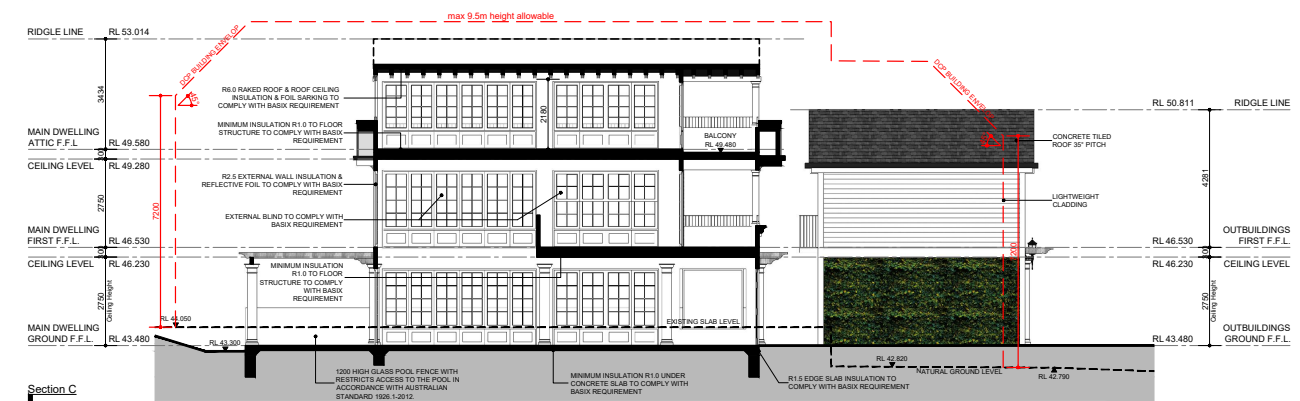 max 9.5m height allowable
RIDGLE LINE RL 53.014
DCP BUILDING ENVELOP
45°
3434
R6.0 RAKED ROOF & ROOF CEILING
INSULATION & FOIL SARKING TO
COMPLY WITH BASIX REQUIREMENT
2180
DCP BUILDING ENVELOP
RL 50.811 RIDGE LINE
MINIMUM INSULATION R1.0 TO FLOOR
STRUCTURE TO COMPLY WITH BASIX
REQUIREMENT
BALCONY
RL 49.480
CONCRETE TILED
ROOF 35° PITCH
MAIN DWELLING
ATTIC F.F.L RL 49.580
300
CEILING LEVEL RL 49.280
R2.5 EXTERNAL WALL INSULATION &
REFLECTIVE FOIL TO COMPLY WITH BASIX
REQUIREMENT
4281
LIGHTWEIGHT
CLADDING
2750
7200
EXTERNAL BLIND TO COMPLY WITH
BASIX REQUIREMENT
MAIN DWELLING
FIRST F.F.L. RL 46.530
300
CEILING LEVEL RL 46.230
OUTBUILDINGS
RL 46.530 FIRST F.F.L.
300
RL 46.230 CEILING LEVEL
MINIMUM INSULATION
R1.0 TO FLOOR
STRUCTURE TO COMPLY
WITH BASIX
REQUIREMENT
2750
Ceiling Height
2750
Ceiling Height
RL 44.050
EXISTING SLAB LEVEL
MAIN DWELLING
GROUND F.F.L. RL 43.480
RL 43.300
OUTBUILDINGS
RL 43.480 GROUND F.F.L.
RL 42.820
NATURAL GROUND LEVEL
RL 42.790
1200 HIGH GLASS POOL FENCE WITH
RESTRICTS ACCESS TO THE POOL IN
ACCORDANCE WITH AUSTRALIAN
STANDARD 1926.1-2012.
MINIMUM INSULATION R1.0 UNDER
CONCRETE SLAB TO COMPLY WITH
BASIX REQUIREMENT
R1.5 EDGE SLAB INSULATION TO
COMPLY WITH BASIX REQUIREMENT
Section C